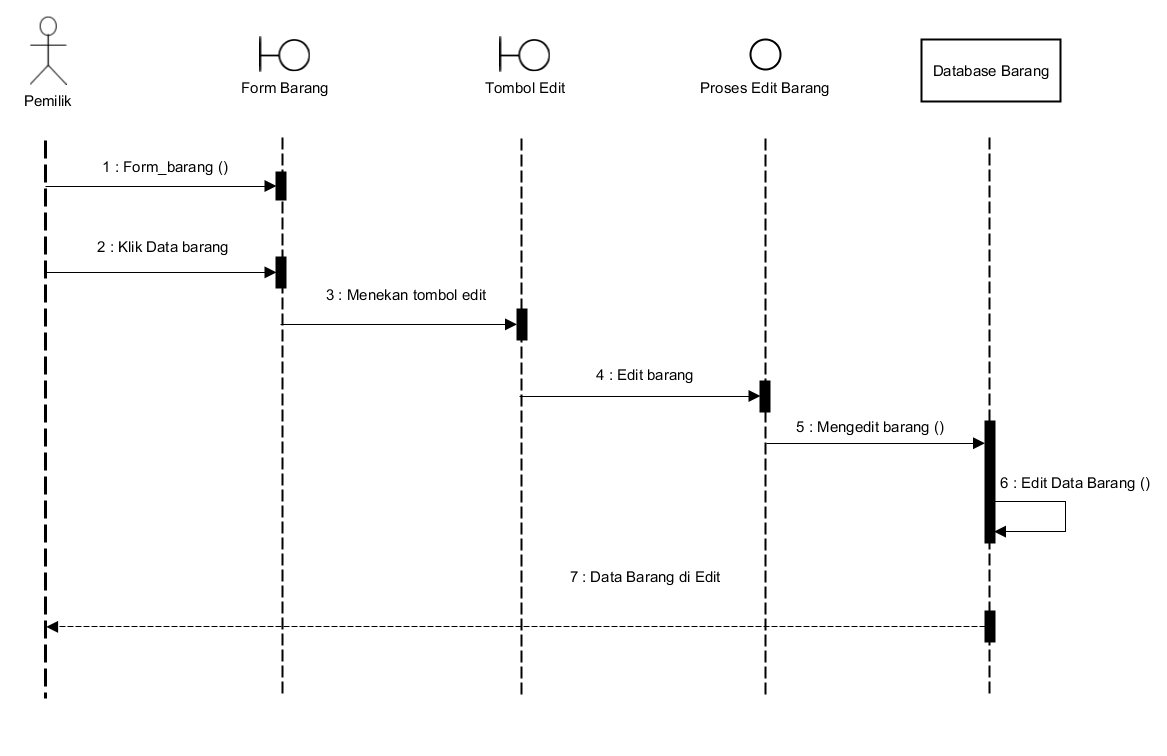 Pemilik
Form Barang
Tombol Edit
Proses Edit Barang
Database Barang
1 : Form_barang ()
2 : Klik Data barang
3 : Menekan tombol edit
4 : Edit barang
5 : Mengedit barang ()
6 : Edit Data Barang ()
7 : Data Barang di Edit